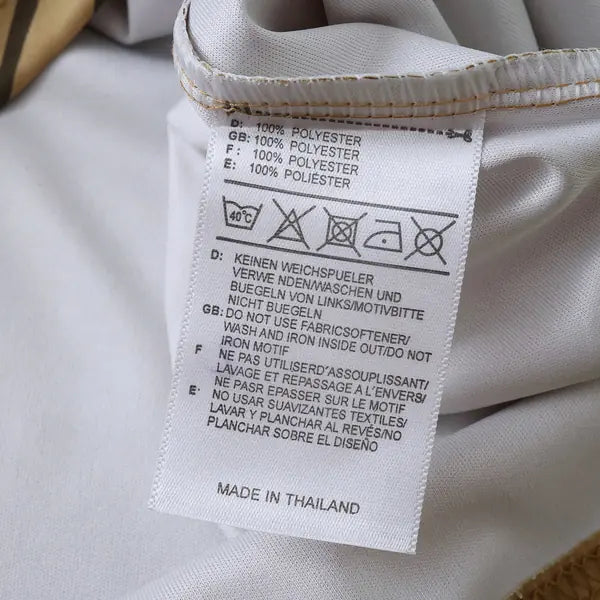 D: 100% POLYESTER
GB: 100% POLYESTER
F: 100% POLYESTER
E: 100% POLIÉSTER
40°C
D: KEINEN WEICHSPUELER
VERWE NDEN/WASCHEN UND
BUEGELN VON LINKS/MOTIVBITTE
NICHT BUEGELN
GB: DO NOT USE FABRICSOFTENER/
WASH AND IRON INSIDE OUT/DO NOT
IRON MOTIF
F NE PAS UTILISERD'ASSOUPLISSANT/
LAVAGE ET REPASSAGE A L'ENVERS/
NE PASR EPASSER SUR LE MOTIF
E' NO USAR SUAVIZANTES TEXTILES/
LAVAR Y PLANCHAR AL REVÉS/NO
PLANCHAR SOBRE EL DISEÑO
MADE IN THAILAND